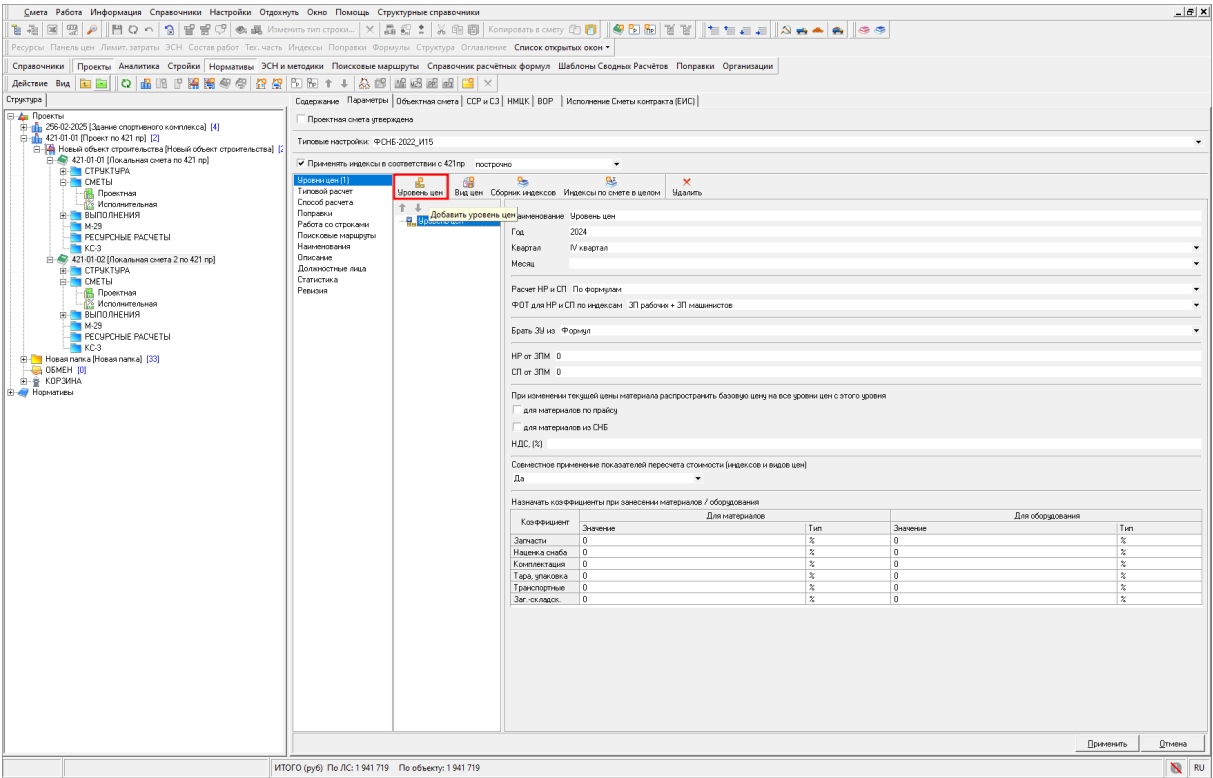 Смета Работа Информация Справочники Настройки Отдохнуть Окно Помощь Структурные справочники
Изменить тип строки... Копировать в смету
Ресурсы Панель цен Лимит. затраты ЭСН Состав работ Тех. часть Индексы Поправки Формулы Структура Оглавление Список открытых окон
Справочники Проекты Аналитика Стройки Нормативы ЭСН и методики Поисковые маршруты Справочник расчётных формул Шаблоны Сводных Расчётов Поправки Организации
Действие Вид
Структура
Проекты
256-02-2025 [Здание спортивного комплекса] [4]
421-01-01 [Проект по 421 пр] [2]
Новый объект строительства [Новый объект строительства] [2
421-01-01 [Локальная смета по 421 пр]
СТРУКТУРА
СМЕТЫ
Проектная
Исполнительная
ВЫПОЛНЕНИЯ
М-29
РЕСУРСНЫЕ РАСЧЕТЫ
КС-3
421-01-02 [Локальная смета 2 по 421 пр]
СТРУКТУРА
СМЕТЫ
Проектная
Исполнительная
ВЫПОЛНЕНИЯ
М-29
РЕСУРСНЫЕ РАСЧЕТЫ
КС-3
Новая папка [Новая папка] [33]
ОБМЕН [0]
КОРЗИНА
Нормативы
Содержание Параметры Объектная смета ССР и СЗ НМЦК ВОР Исполнение Сметы контракта (ЕИС)
Проектная смета утверждена
Типовые настройки: ФСНБ-2022_И15
Применять индексы в соответствии с 421пр построчно
Уровни цен (1)
Типовой расчет
Способ расчета
Поправки
Работа со строками
Поисковые маршруты
Наименования
Описание
Должностные лица
Статистика
Ревизия
Уровень цен Вид цен Сборник индексов Индексы по смете в целом Удалить
Добавить уровень цен
Уровень цен
Наименование Уровень цен
Год 2024
Квартал IV квартал
Месяц
Расчет НР и СП По формулам
ФОТ для НР и СП по индексам ЗП рабочих + ЗП машинистов
Брать ЗУ из Формул
НР от ЗПМ 0
СП от ЗПМ 0
При изменении текущей цены материала распространить базовую цену на все уровни цен с этого уровня
для материалов по прайсу
для материалов из СНБ
НДС, (%)
Совместное применение показателей пересчета стоимости (индексов и видов цен)
Да
Назначать коэффициенты при занесении материалов / оборудования
Коэффициент Для материалов Для оборудования
Значение Тип Значение Тип
Запчасти 0 % 0 %
Наценка снаба 0 % 0 %
Комплектация 0 % 0 %
Тара, упаковка 0 % 0 %
Транспортные 0 % 0 %
Заг.-складск. 0 % 0 %
Применить Отмена
ИТОГО (руб) По ЛС: 1 941 719 По объекту: 1 941 719
RU